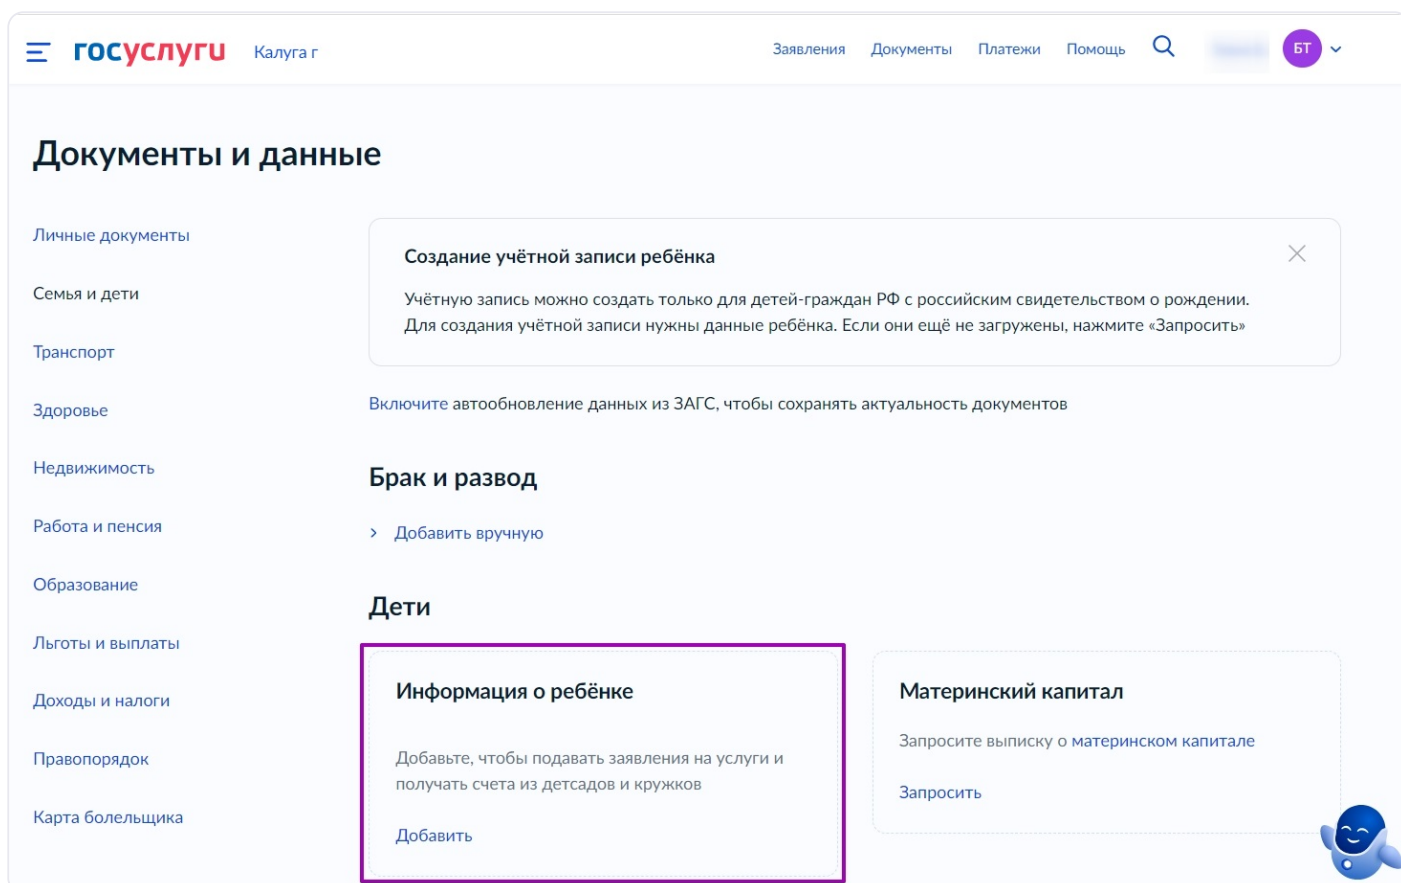 госуслуги Калуга г Заявления Документы Платежи Помощь БТ
Документы и данные
Личные документы
Семья и дети
Транспорт
Здоровье
Недвижимость
Работа и пенсия
Образование
Льготы и выплаты
Доходы и налоги
Правопорядок
Карта болельщика
Создание учётной записи ребёнка
Учётную запись можно создать только для детей-граждан РФ с российским свидетельством о рождении.
Для создания учётной записи нужны данные ребёнка. Если они ещё не загружены, нажмите «Запросить»
Включите автообновление данных из ЗАГС, чтобы сохранять актуальность документов
Брак и развод
Добавить вручную
Дети
Информация о ребёнке
Добавьте, чтобы подавать заявления на услуги и
получать счета из детсадов и кружков
Добавить
Материнский капитал
Запросите выписку о материнском капитале
Запросить